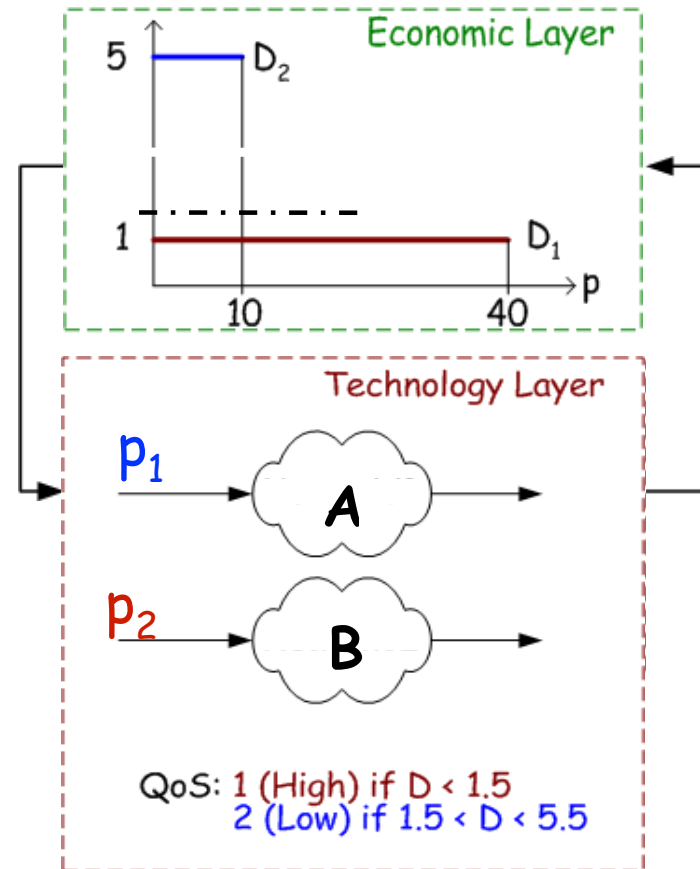 Economic Layer
5
D2
1
D1
p
10
40
Technology Layer
p1
A
p2
B
QoS: 1 (High) if D < 1.5
2 (Low) if 1.5 < D < 5.5